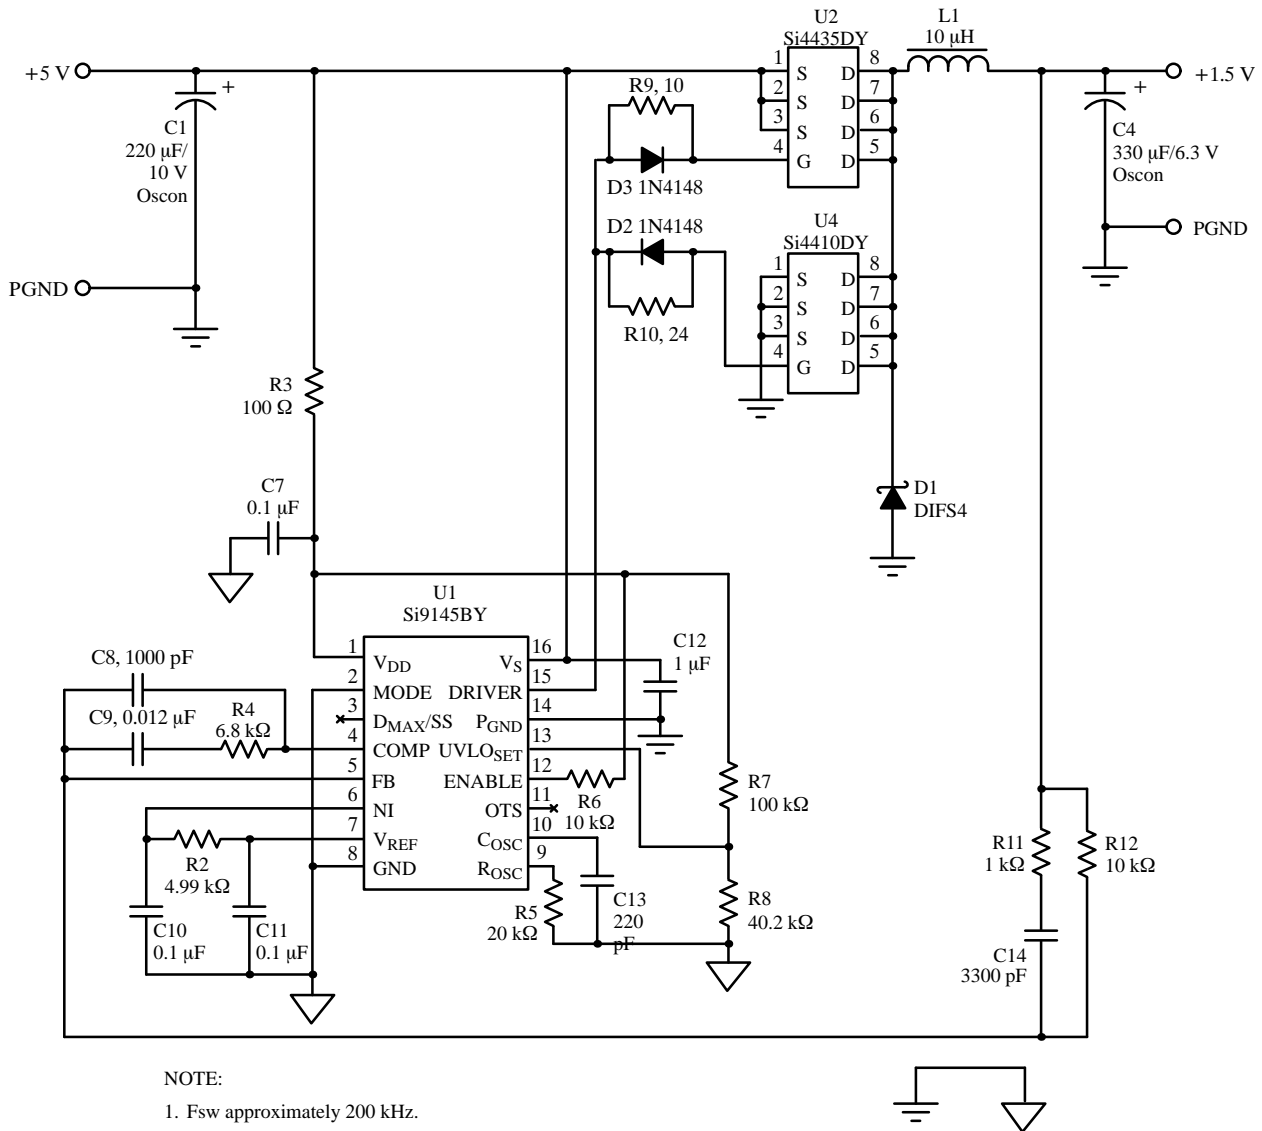 U2
Si4435DY
L1
10 µH
+5 V
+
C1
220 µF/
10 V
Oscon
R9, 10
D3 1N4148
1 S D 8
2 S D 7
3 S D 6
4 G D 5
+1.5 V
+
C4
330 µF/6.3 V
Oscon
PGND
D2 1N4148
R10, 24
U4
Si4410DY
1 S D 8
2 S D 7
3 S D 6
4 G D 5
PGND
R3
100 Ω
C7
0.1 µF
D1
DIFS4
U1
Si9145BY
1 VDD VS 16
2 MODE DRIVER 15
3 DMAX/SS PGND 14
4 COMP UVLOSET 13
5 FB ENABLE 12
6 NI OTS 11
7 VREF COSC 10
8 GND ROSC 9
C12
1 µF
C8, 1000 pF
C9, 0.012 µF
R4
6.8 kΩ
R6
10 kΩ
R7
100 kΩ
R2
4.99 kΩ
R11
1 kΩ
R12
10 kΩ
C10
0.1 µF
C11
0.1 µF
R5
20 kΩ
C13
220
pF
R8
40.2 kΩ
C14
3300 pF
NOTE:
1. Fsw approximately 200 kHz.